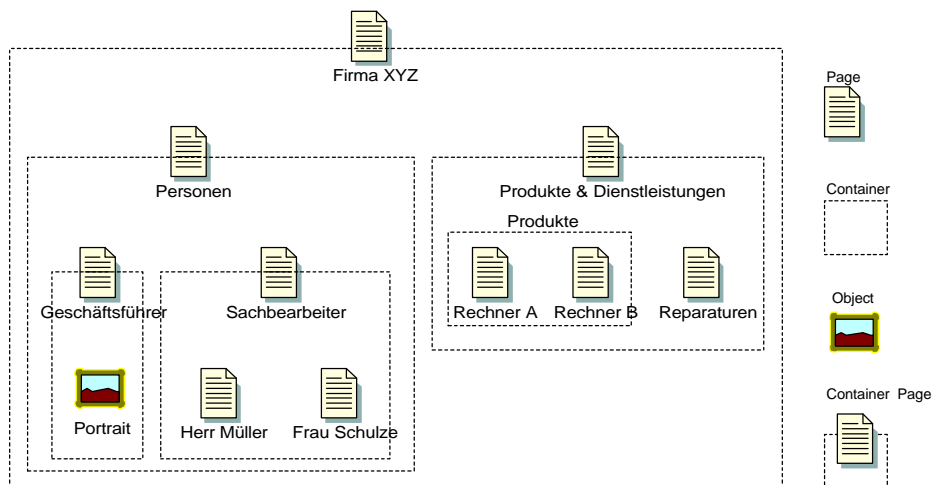 Firma XYZ
Personen
Produkte & Dienstleistungen
Produkte
Geschäftsführer
Sachbearbeiter
Rechner A
Rechner B
Reparaturen
Portrait
Herr Müller
Frau Schulze
Page
Container
Object
Container Page